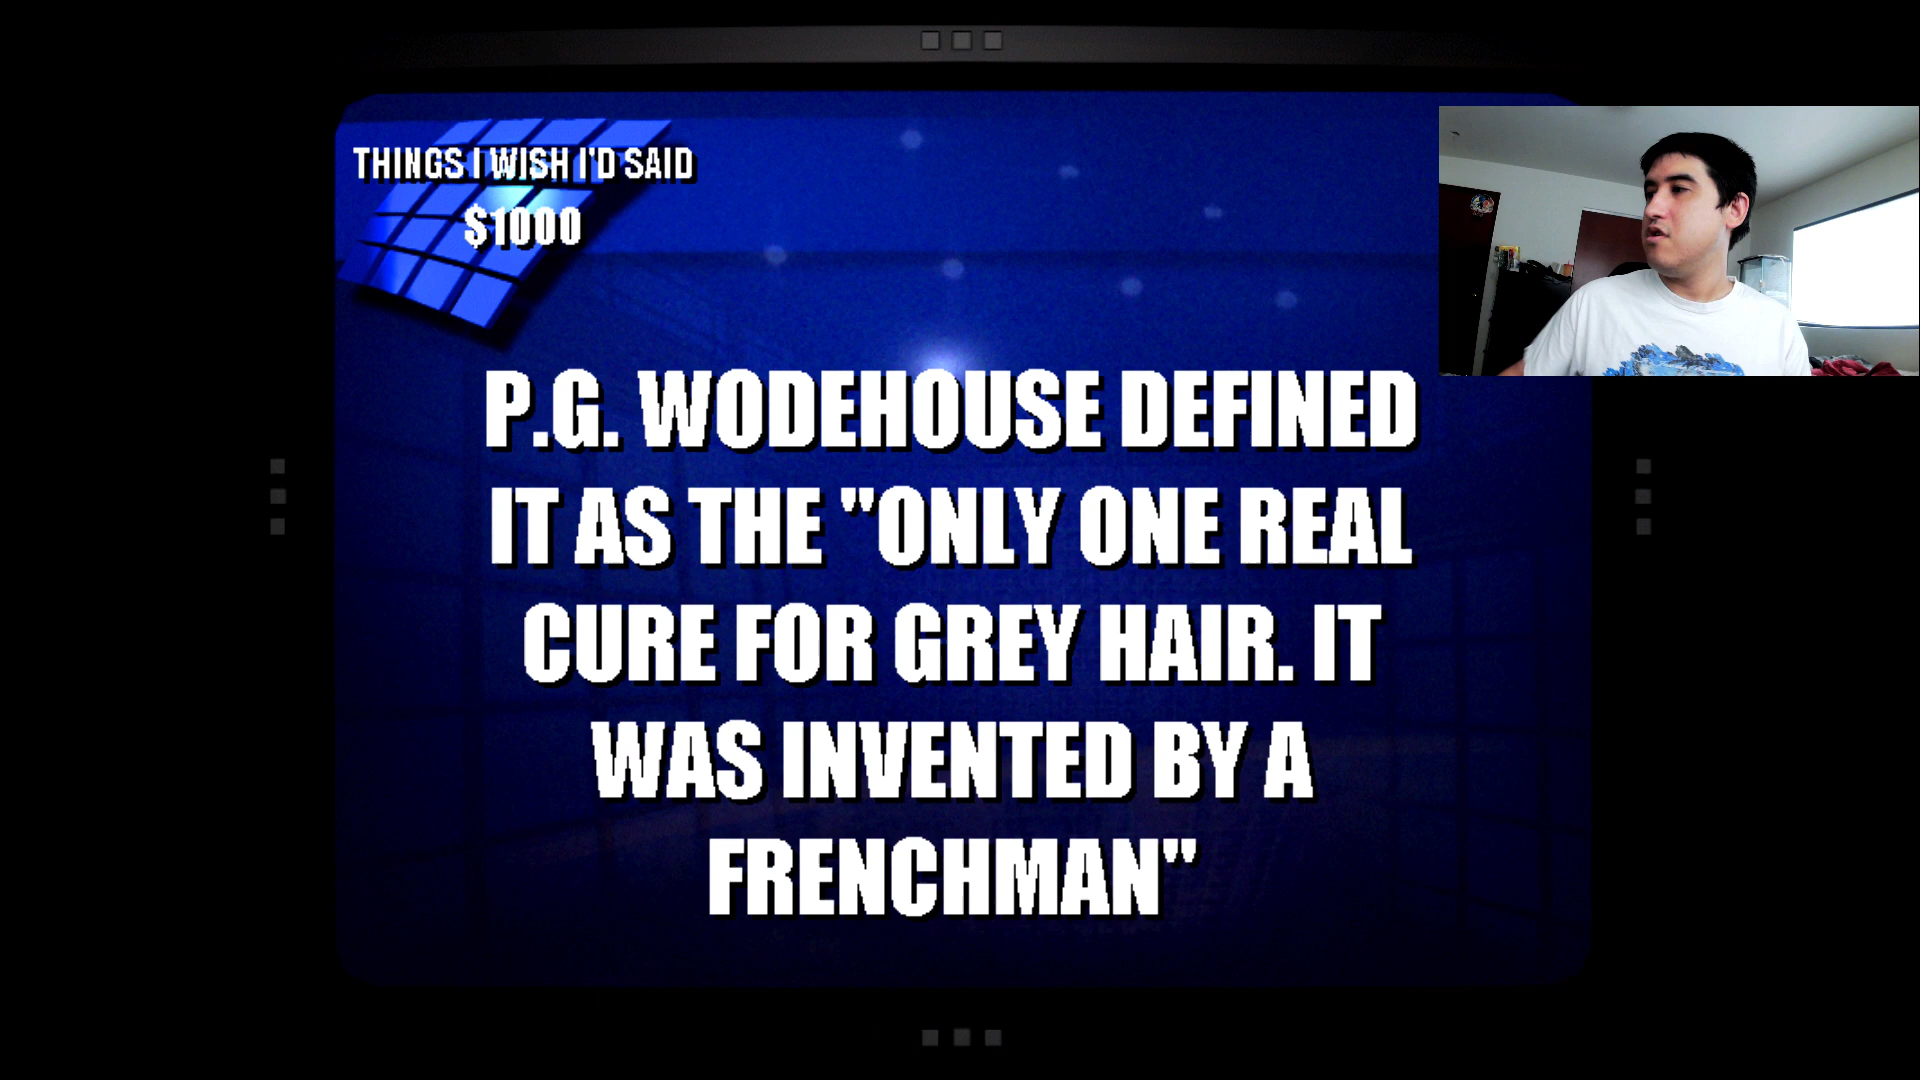 THINGS I WISH I'D SAID
$1000
P.G. WODEHOUSE DEFINED
IT AS THE "ONLY ONE REAL
CURE FOR GREY HAIR. IT
WAS INVENTED BY A
FRENCHMAN"